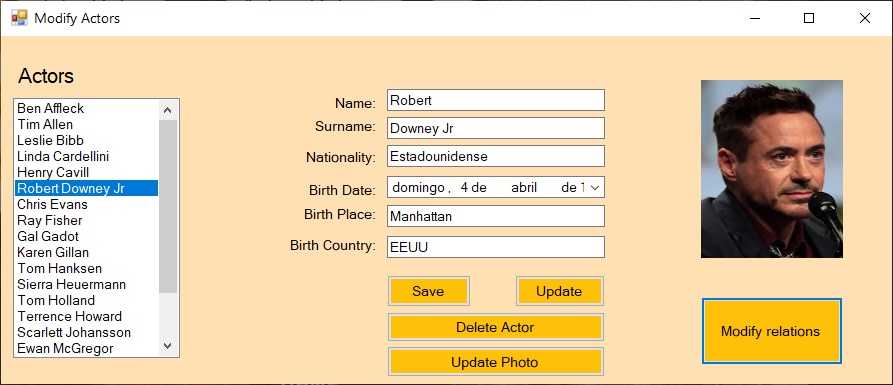 Modify Actors
Actors
Ben Affleck
Tim Allen
Leslie Bibb
Linda Cardellini
Henry Cavill
Robert Downey Jr
Chris Evans
Ray Fisher
Gal Gadot
Karen Gillan
Tom Hanksen
Sierra Heuermann
Tom Holland
Terrence Howard
Scarlett Johansson
Ewan McGregor
Name: Robert
Surname: Downey Jr
Nationality: Estadounidense
Birth Date: domingo , 4 de abril de 1
Birth Place: Manhattan
Birth Country: EEUU
Save Update
Delete Actor
Update Photo
Modify relations